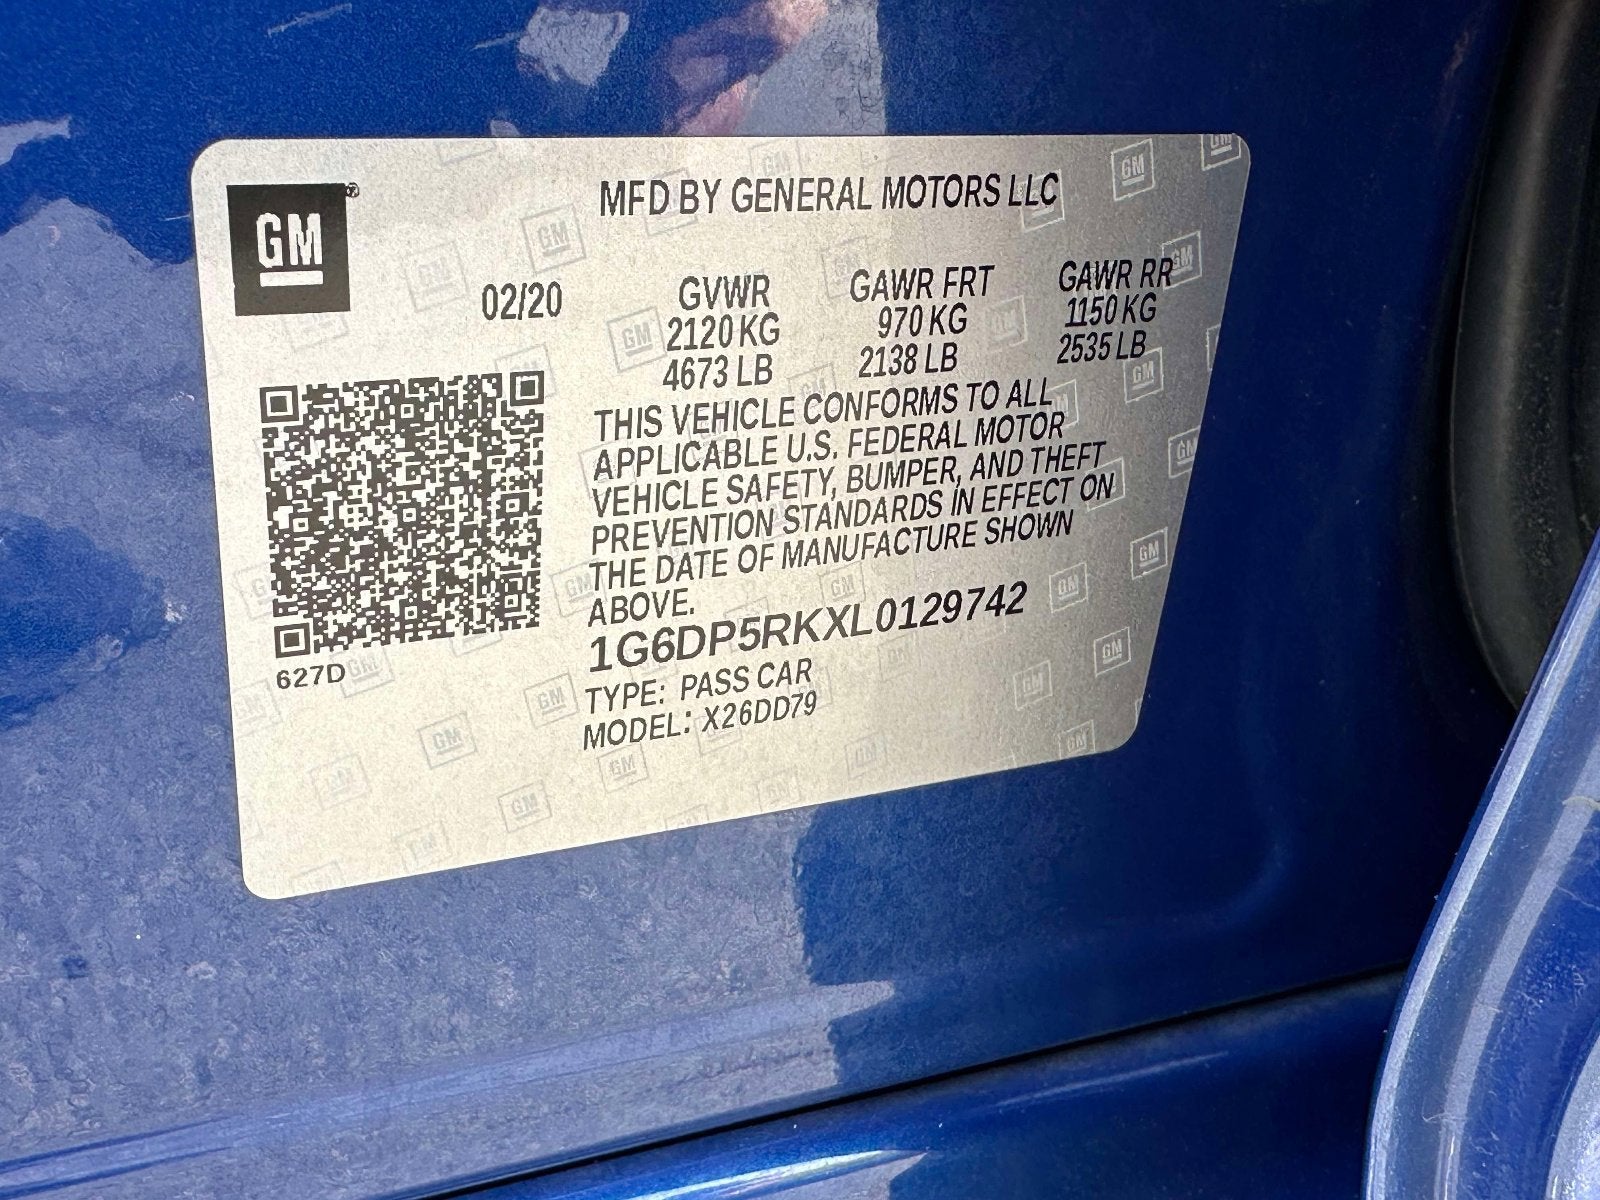 GM ®
MFD BY GENERAL MOTORS LLC
02/20
GVWR GAWR FRT GAWR RR
2120 KG 970 KG 1150 KG
4673 LB 2138 LB 2535 LB
THIS VEHICLE CONFORMS TO ALL
APPLICABLE U.S. FEDERAL MOTOR
VEHICLE SAFETY, BUMPER, AND THEFT
PREVENTION STANDARDS IN EFFECT ON
THE DATE OF MANUFACTURE SHOWN
ABOVE.
1G6DP5RKXL0129742
627D
TYPE: PASS CAR
MODEL: X26DD79